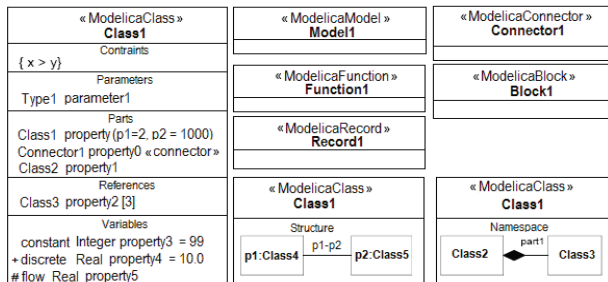 «ModelicaClass»
Class1
Contraints
{ x > y}
Parameters
Type1 parameter1
Parts
Class1 property (p1=2, p2 = 1000)
Connector1 property0 «connector»
Class2 property1
References
Class3 property2 [3]
Variables
constant Integer property3 = 99
+ discrete Real property4 = 10.0
# flow Real property5
«ModelicaModel»
Model1
«ModelicaFunction»
Function1
«ModelicaRecord»
Record1
«ModelicaConnector»
Connector1
«ModelicaBlock»
Block1
«ModelicaClass»
Class1
Structure
p1:Class4 p1-p2 p2:Class5
«ModelicaClass»
Class1
Namespace
Class2 part1 Class3